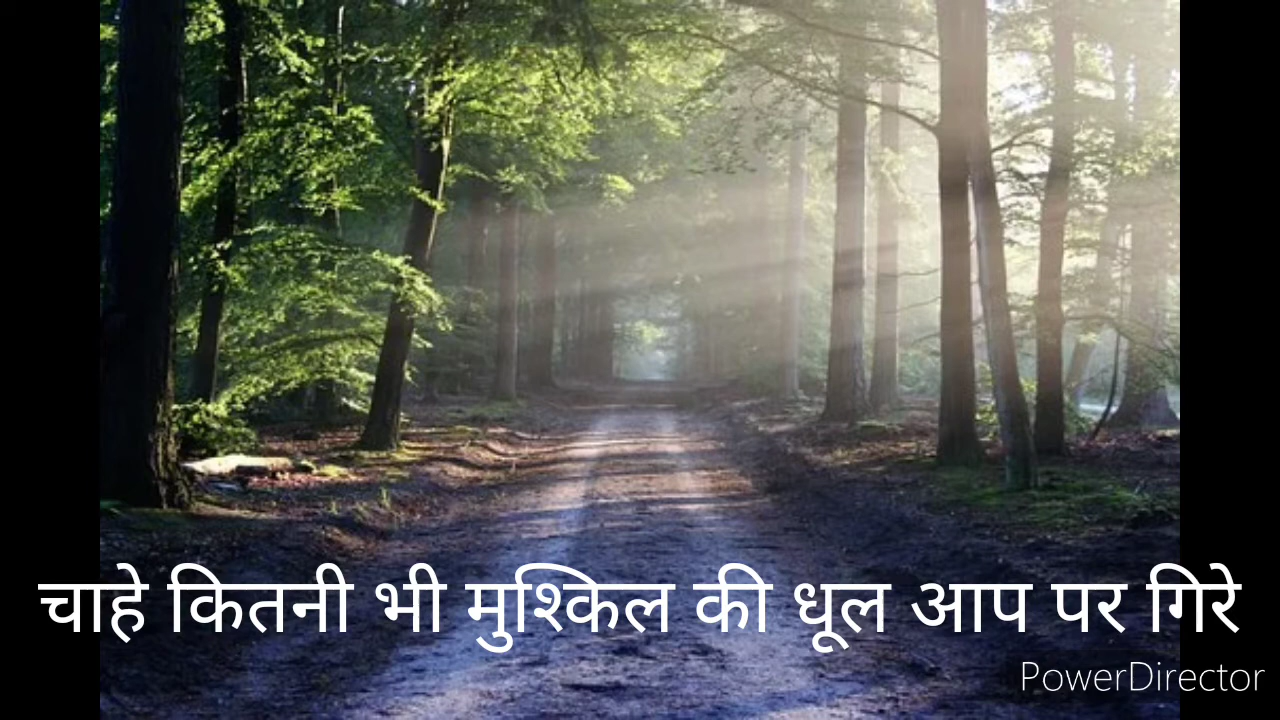 चाहे कितनी भी मुश्किल की धूल आप पर गिरे
PowerDirector